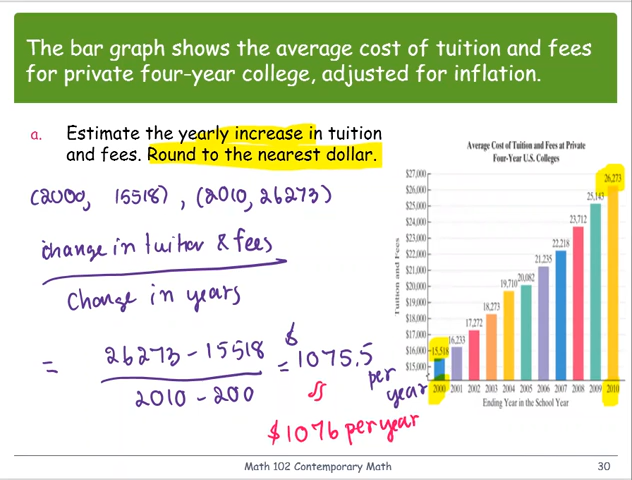 The bar graph shows the average cost of tuition and fees
for private four-year college, adjusted for inflation.
a. Estimate the yearly increase in tuition
and fees. Round to the nearest dollar.
(2000, 15518), (2010, 26273)
change in tuition & fees
change in years
= 26273 - 15518 = $1075.5 per year
2010 - 200
$1076 per year
Average Cost of Tuition and Fees at Private
Four-Year U.S. Colleges
Tuition and Fees
$27,000
$26,000
$25,000
$24,000
$23,000
$22,000
$21,000
$20,000
$19,000
$18,000
$17,000
$16,000
$15,000
15,518 16,233 17,272 18,273 19,710 20,082 21,235 22,218 23,712 25,143 26,273
2000 2001 2002 2003 2004 2005 2006 2007 2008 2009 2010
Ending Year in the School Year
Math 102 Contemporary Math
30